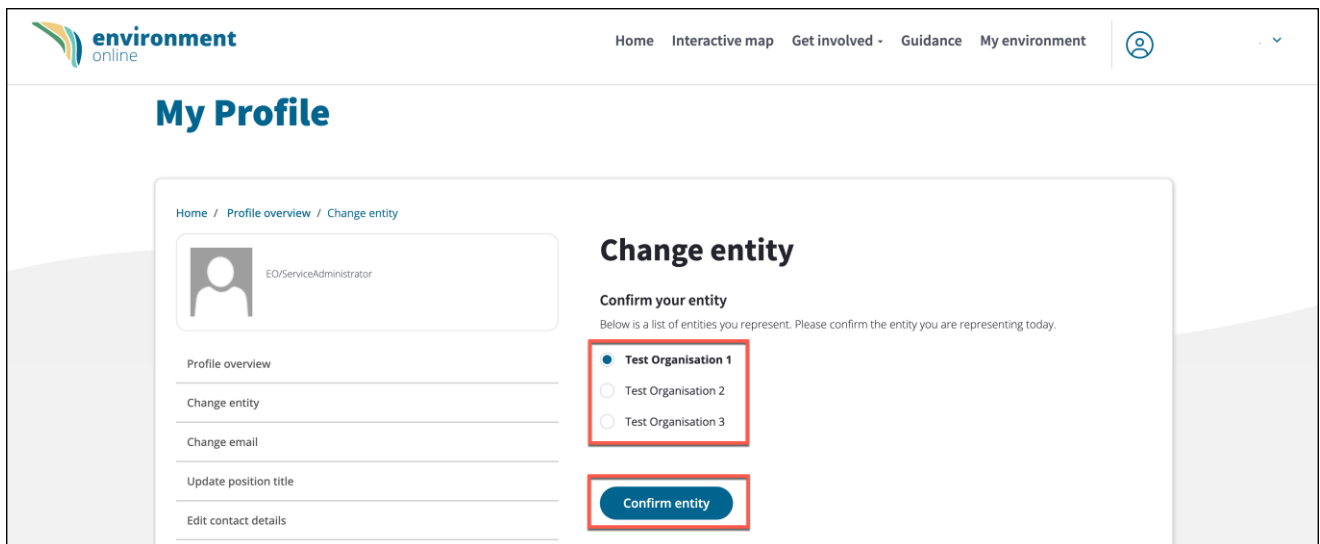 environment
online
Home Interactive map Get involved Guidance My environment
My Profile
Home / Profile overview / Change entity
EO/ServiceAdministrator
Profile overview
Change entity
Change email
Update position title
Edit contact details
Change entity
Confirm your entity
Below is a list of entities you represent. Please confirm the entity you are representing today.
Test Organisation 1
Test Organisation 2
Test Organisation 3
Confirm entity